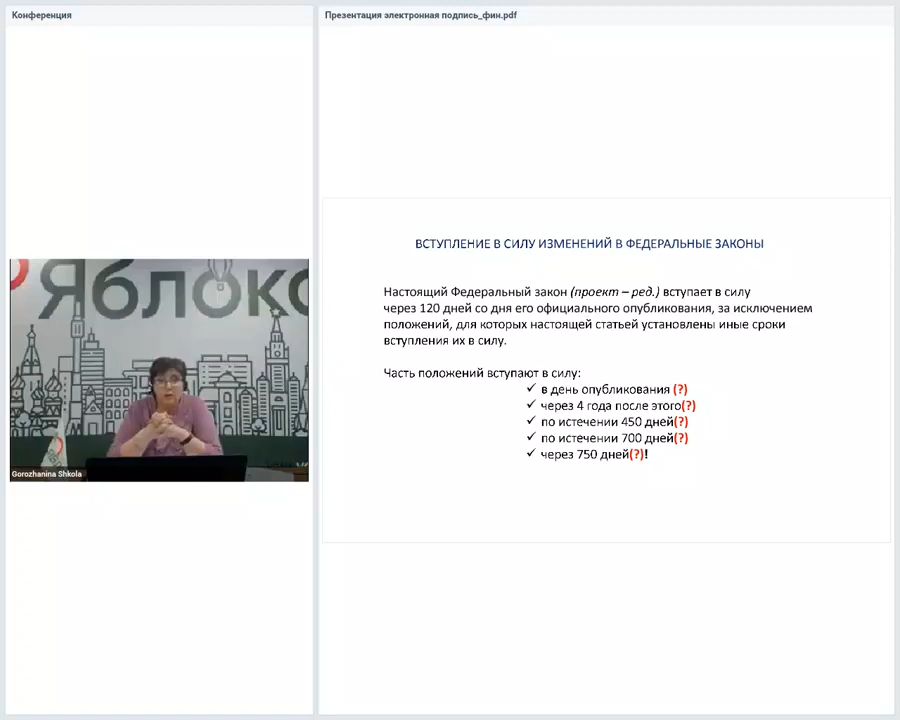 Конференция
Презентация электронная подпись_фин.pdf
Яблоко
Gorozhanina Shkola
ВСТУПЛЕНИЕ В СИЛУ ИЗМЕНЕНИЙ В ФЕДЕРАЛЬНЫЕ ЗАКОНЫ
Настоящий Федеральный закон (проект – ред.) вступает в силу
через 120 дней со дня его официального опубликования, за исключением
положений, для которых настоящей статьей установлены иные сроки
вступления их в силу.
Часть положений вступают в силу:
✓ в день опубликования (?)
✓ через 4 года после этого(?)
✓ по истечении 450 дней(?)
✓ по истечении 700 дней(?)
✓ через 750 дней(?)!